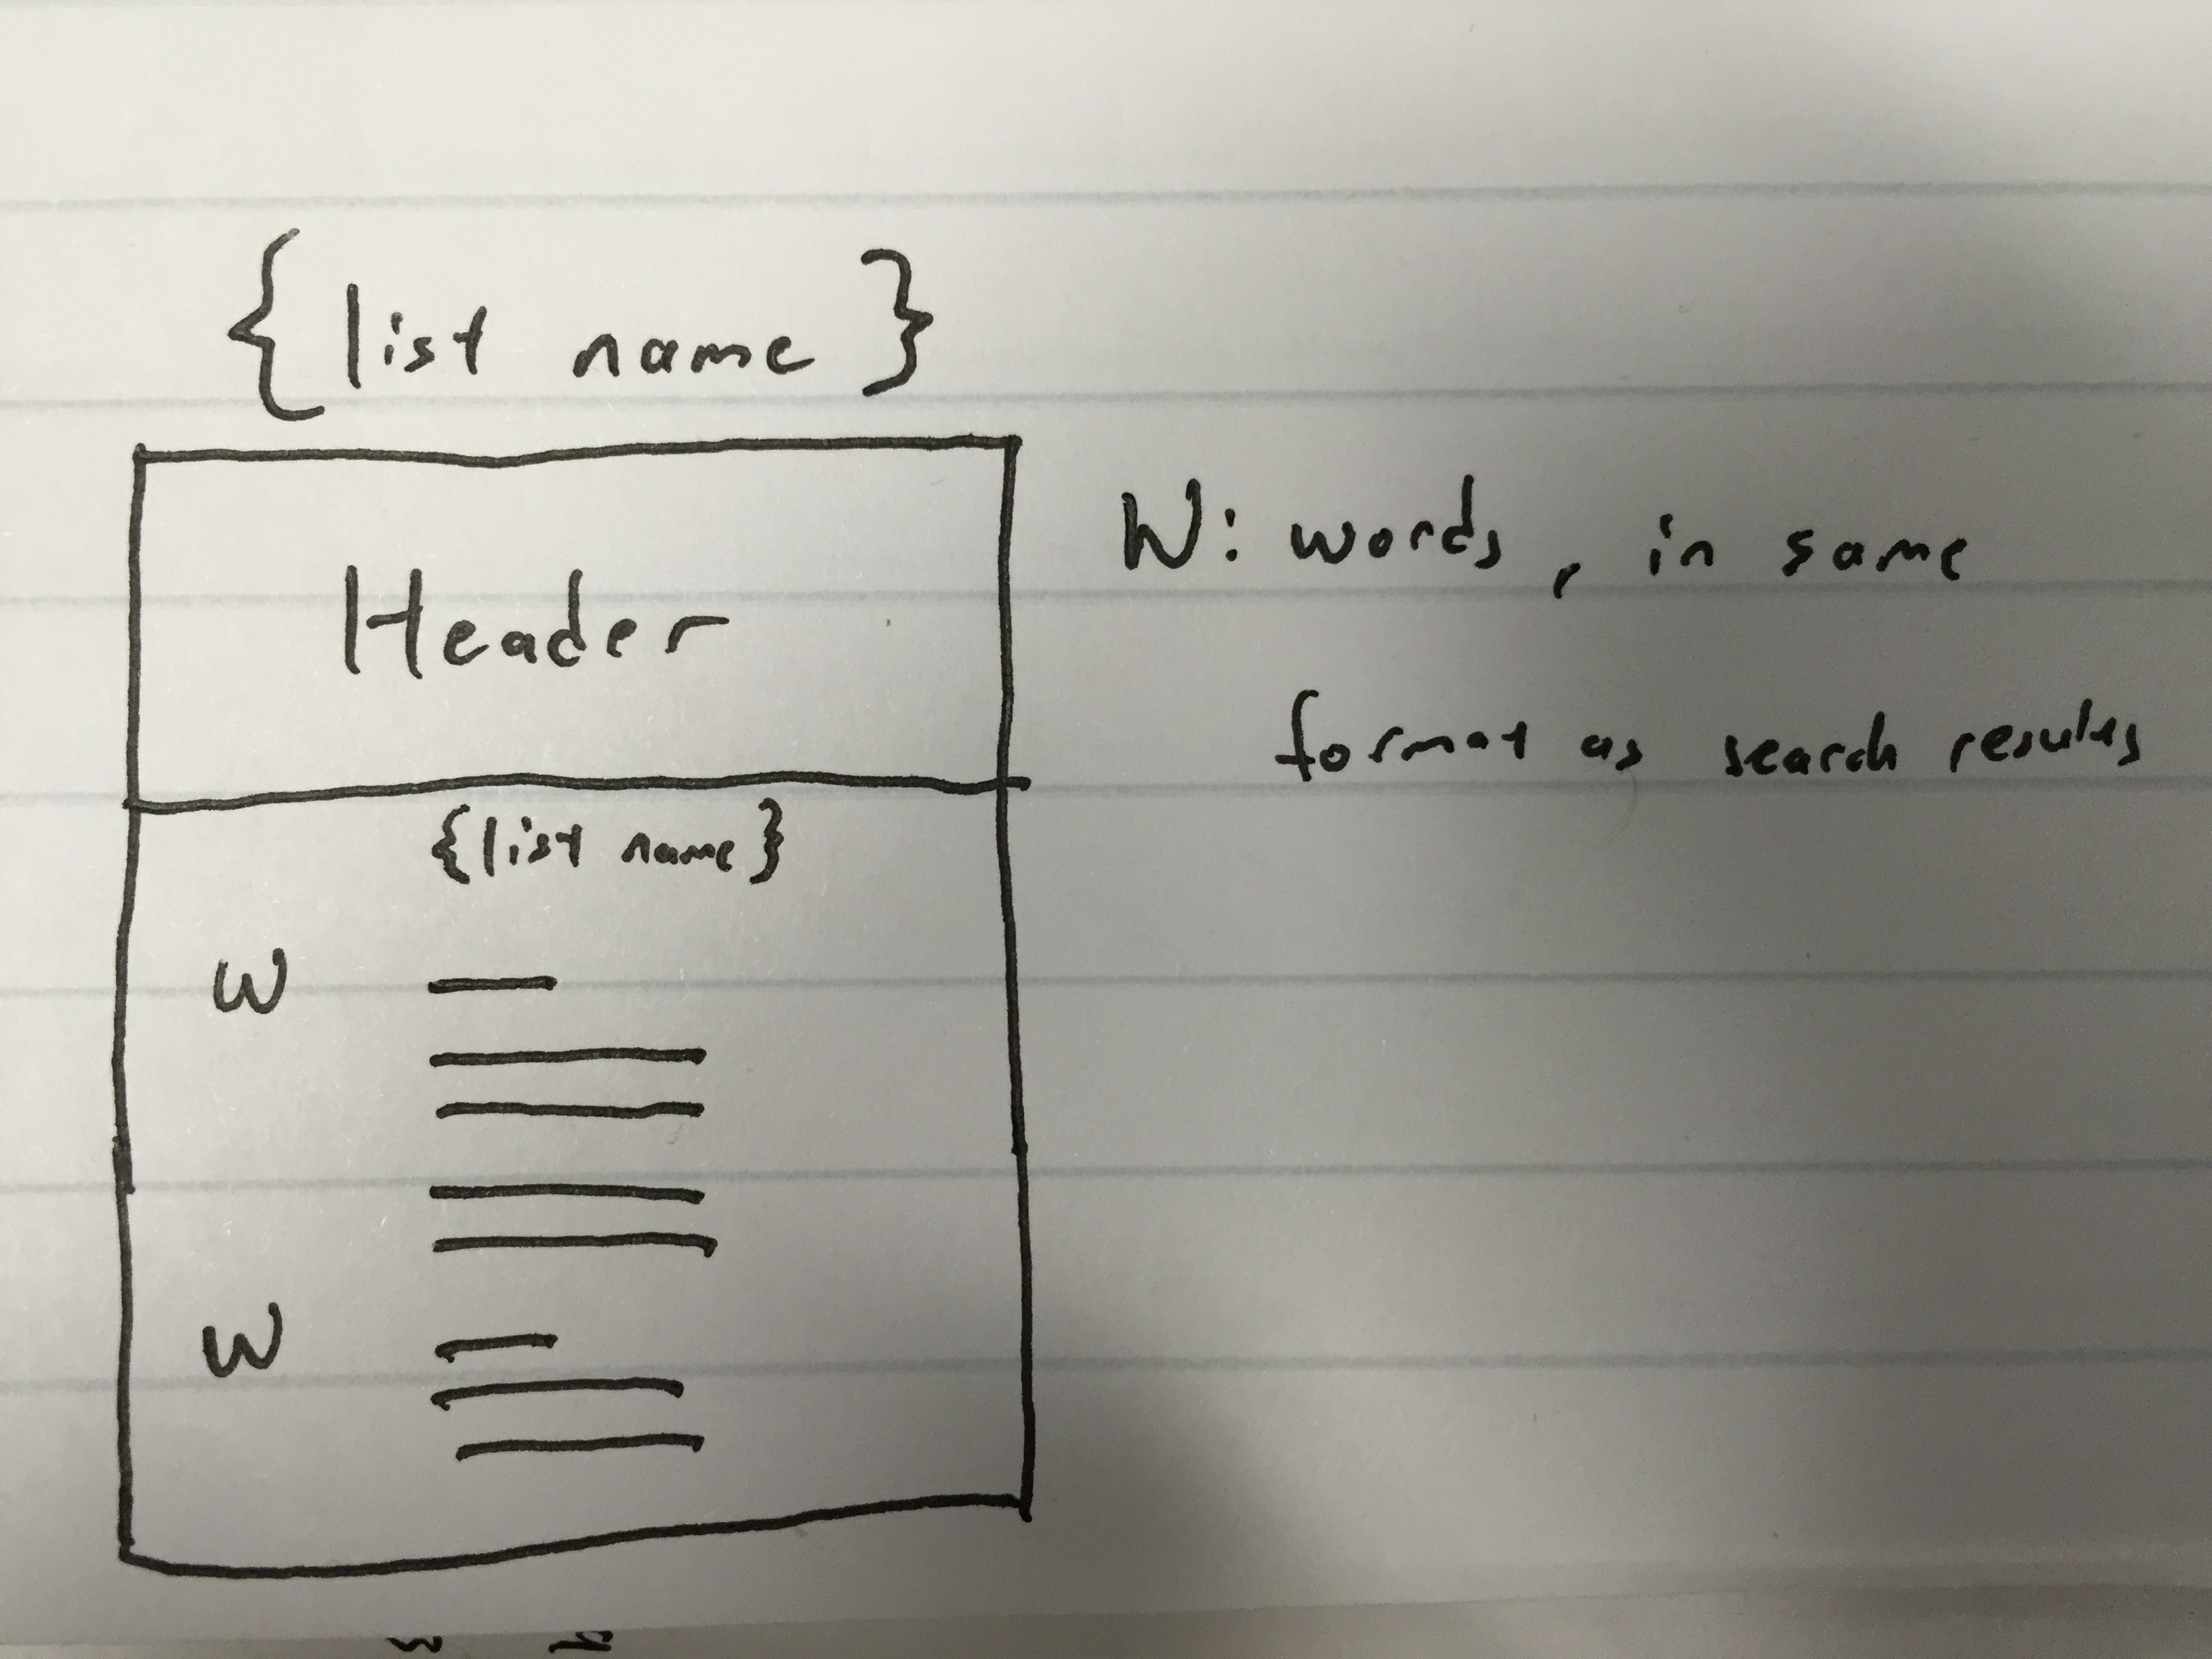 {list name}
Header
{list name}
W
W
W: words, in same
format as search results